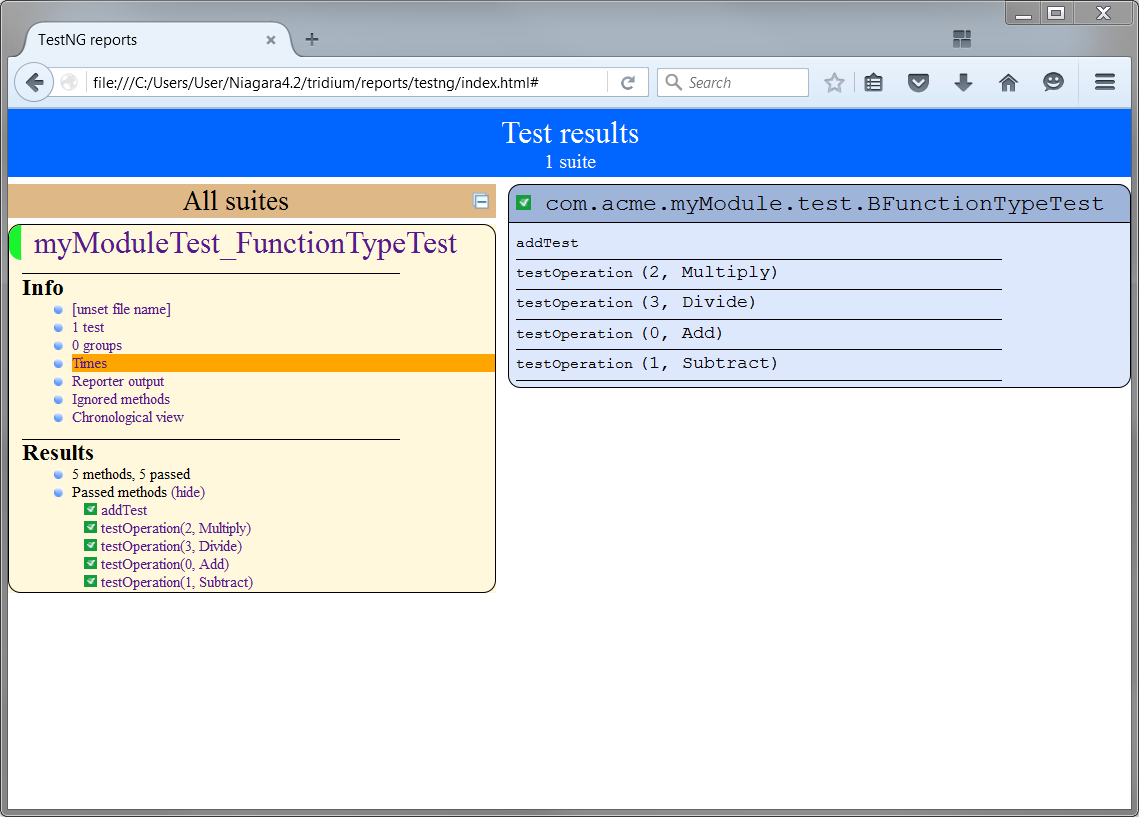 TestNG reports
file:///C:/Users/User/Niagara4.2/tridium/reports/testng/index.html#
Search
Test results
1 suite
All suites
myModuleTest_FunctionTypeTest
Info
[unset file name]
1 test
0 groups
Times
Reporter output
Ignored methods
Chronological view
Results
5 methods, 5 passed
Passed methods (hide)
addTest
testOperation(2, Multiply)
testOperation(3, Divide)
testOperation(0, Add)
testOperation(1, Subtract)
com.acme.myModule.test.BFunctionTypeTest
addTest
testOperation (2, Multiply)
testOperation (3, Divide)
testOperation (0, Add)
testOperation (1, Subtract)